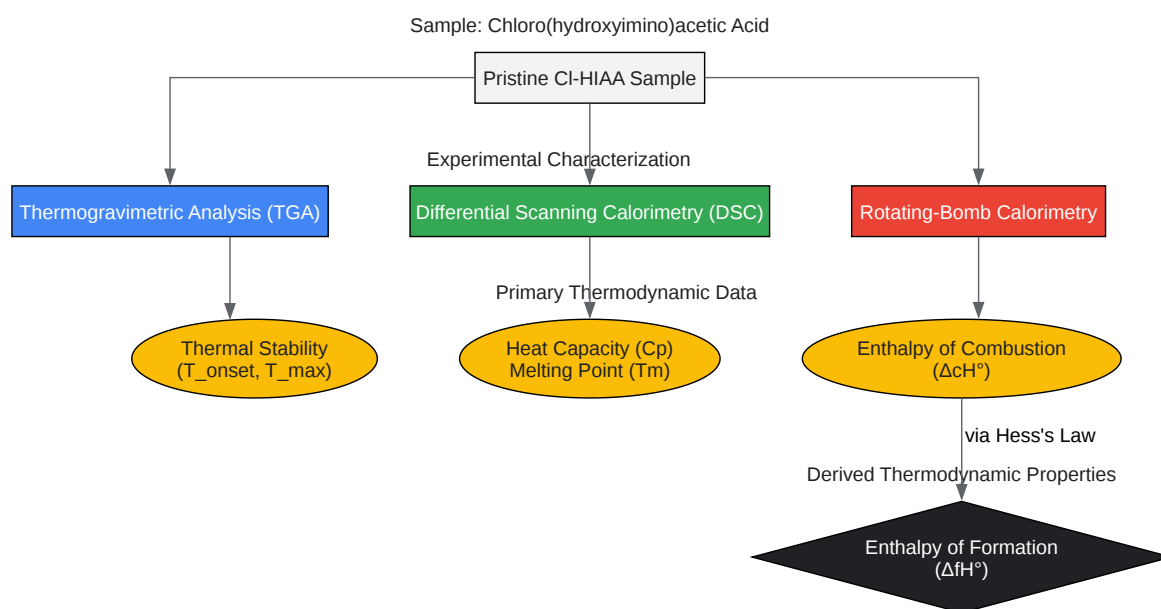 Sample: Chloro(hydroxyimino)acetic Acid
Pristine Cl-HIAA Sample
Experimental Characterization
Thermogravimetric Analysis (TGA)
Differential Scanning Calorimetry (DSC)
Rotating-Bomb Calorimetry
Primary Thermodynamic Data
Thermal Stability
(T_onset, T_max)
Heat Capacity (Cp)
Melting Point (Tm)
Enthalpy of Combustion
(ΔcH°)
via Hess's Law
Derived Thermodynamic Properties
Enthalpy of Formation
(ΔfH°)